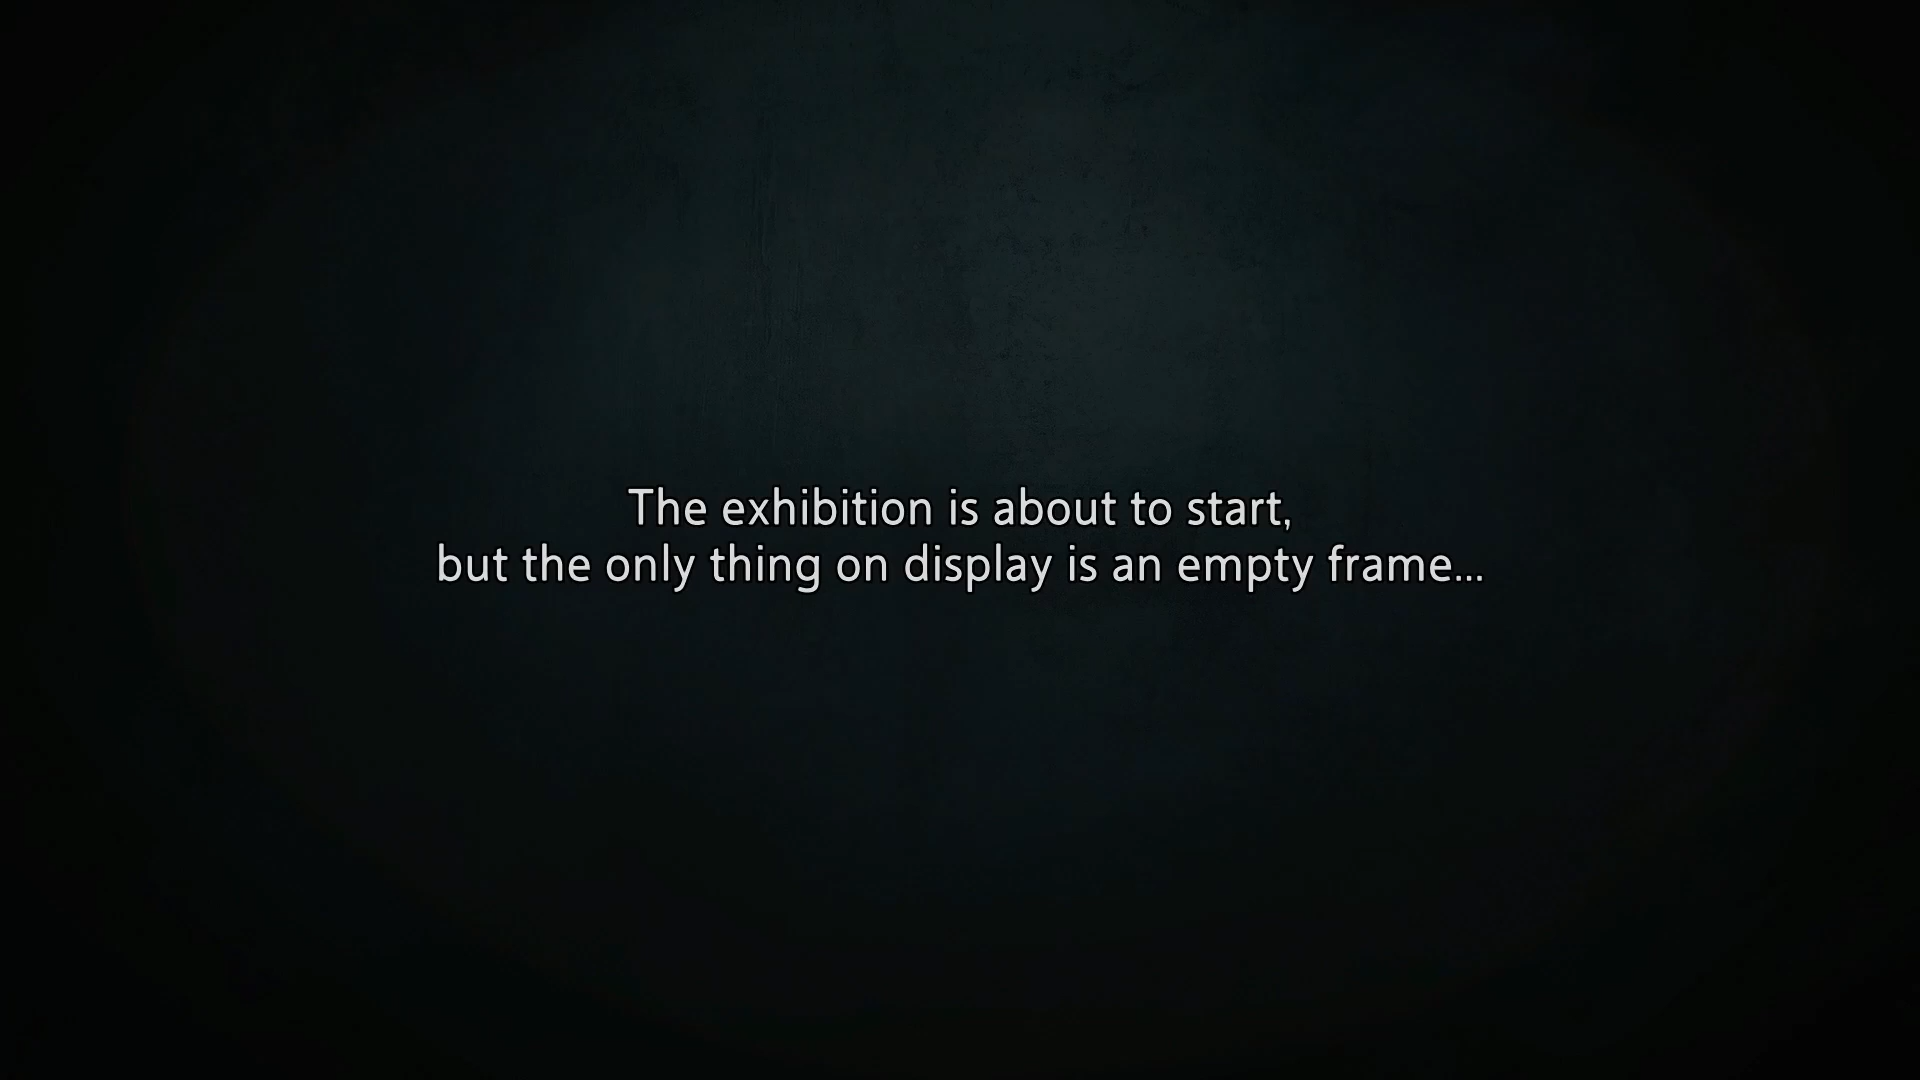 The exhibition is about to start,
but the only thing on display is an empty frame...